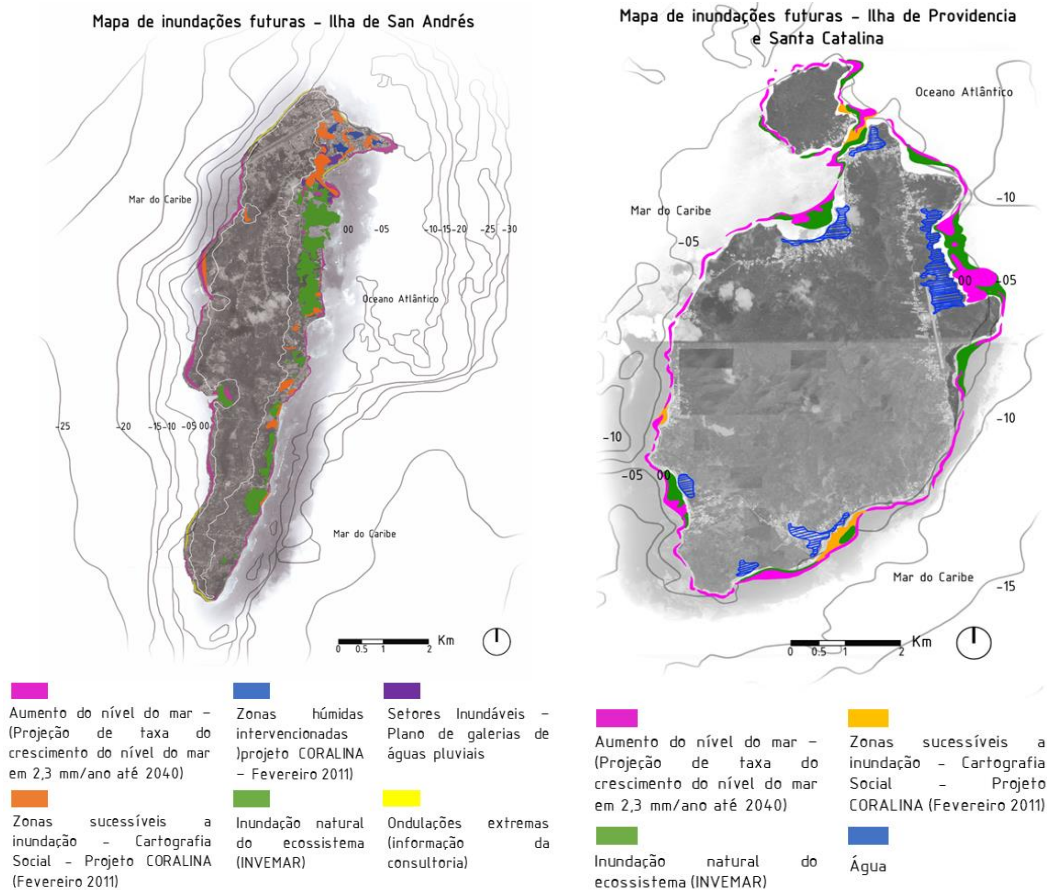 Mapa de inundações futuras – Ilha de San Andrés
Mar do Caribe
00
-05
-10-15-20
-25
-30
Oceano Atlântico
-25
-20
-15-10
-05 00
Mar do Caribe
Km
0 0.5 1 2
Aumento do nível do mar –
(Projeção de taxa do
crescimento do nível do mar
em 2,3 mm/ano até 2040)
Zonas húmidas
intervencionadas
)projeto CORALINA
– Fevereiro 2011)
Setores Inundáveis –
Plano de galerias de
águas pluviais
Zonas sucessíveis a
inundação – Cartografia
Social – Projeto CORALINA
(Fevereiro 2011)
Inundação natural
do ecossistema
(INVEMAR)
Ondulações extremas
(informação da
consultoria)
Mapa de inundações futuras – Ilha de Providencia
e Santa Catalina
Oceano Atlântico
-10
Mar do Caribe
-05
00
-05
-10
-10
-05
00
Mar do Caribe
-15
Km
0 0.5 1 2
Aumento do nível do mar –
(Projeção de taxa do
crescimento do nível do mar
em 2,3 mm/ano até 2040)
Zonas sucessíveis a
inundação – Cartografia
Social – Projeto
CORALINA (Fevereiro 2011)
Inundação natural do
ecossistema (INVEMAR)
Água